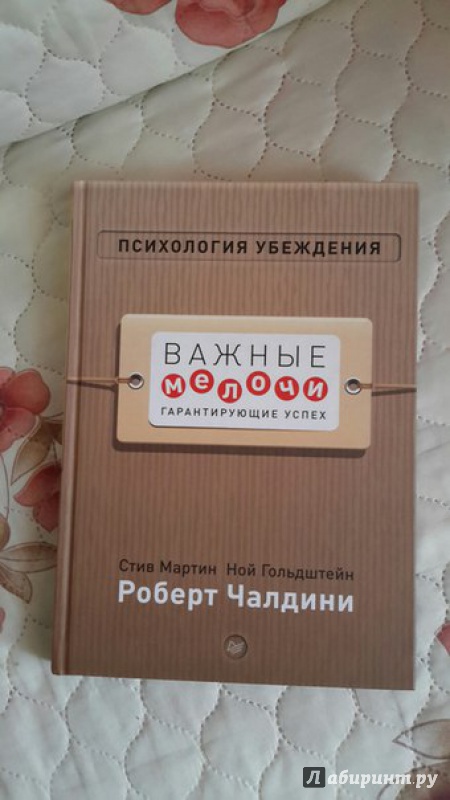 ПСИХОЛОГИЯ УБЕЖДЕНИЯ
ВАЖНЫЕ
мелочи
ГАРАНТИРУЮЩИЕ УСПЕХ
Стив Мартин Ной Гольдштейн
Роберт Чалдини
Лабиринт.ру